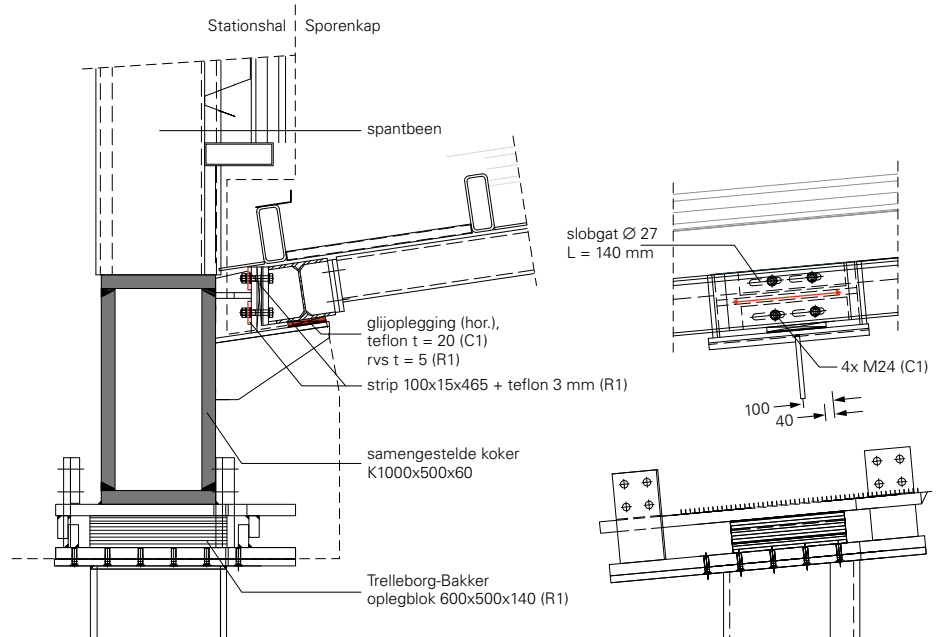 Stationshal
Sporenkap
spantbeen
slobgat Ø 27
L = 140 mm
glijoplegging (hor.),
teflon t = 20 (C1)
rvs t = 5 (R1)
strip 100x15x465 + teflon 3 mm (R1)
4x M24 (C1)
100
40
samengestelde koker
K1000x500x60
Trelleborg-Bakker
oplegblok 600x500x140 (R1)